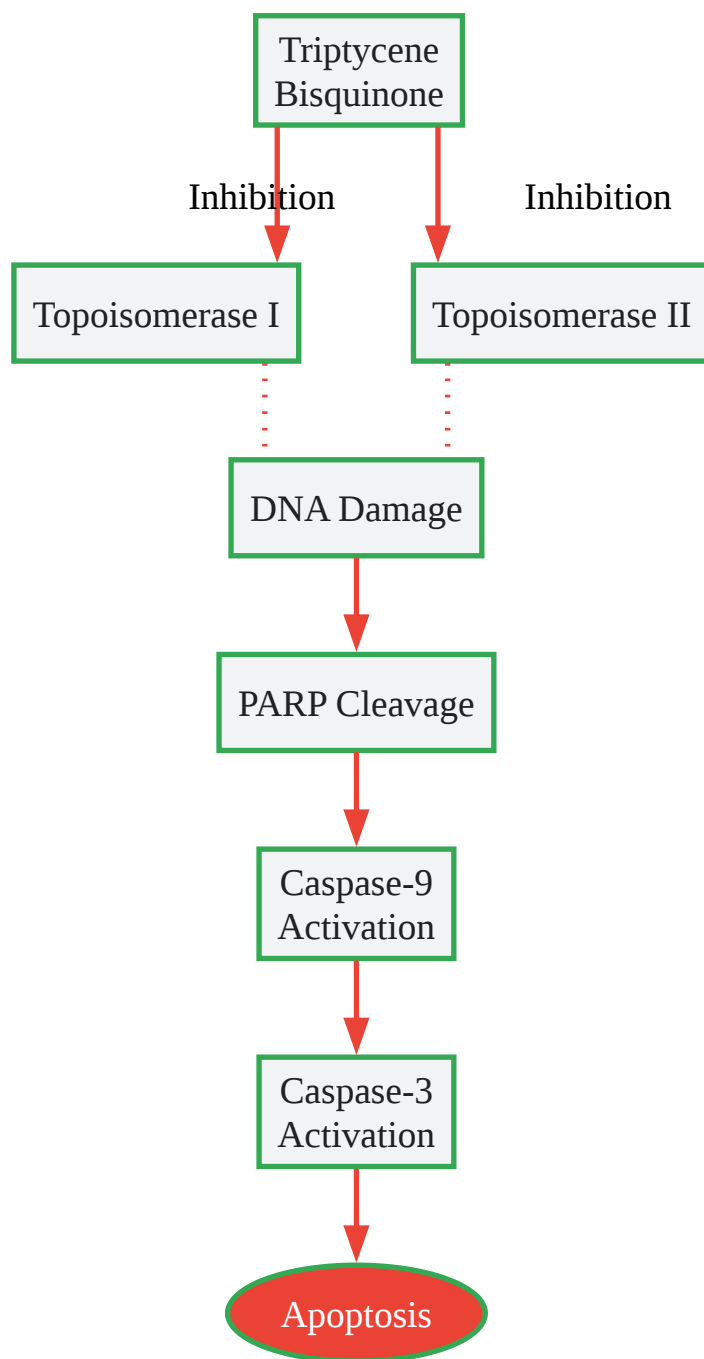 Triptycene
Bisquinone
Inhibition
Inhibition
Topoisomerase I
Topoisomerase II
DNA Damage
PARP Cleavage
Caspase-9
Activation
Caspase-3
Activation
Apoptosis